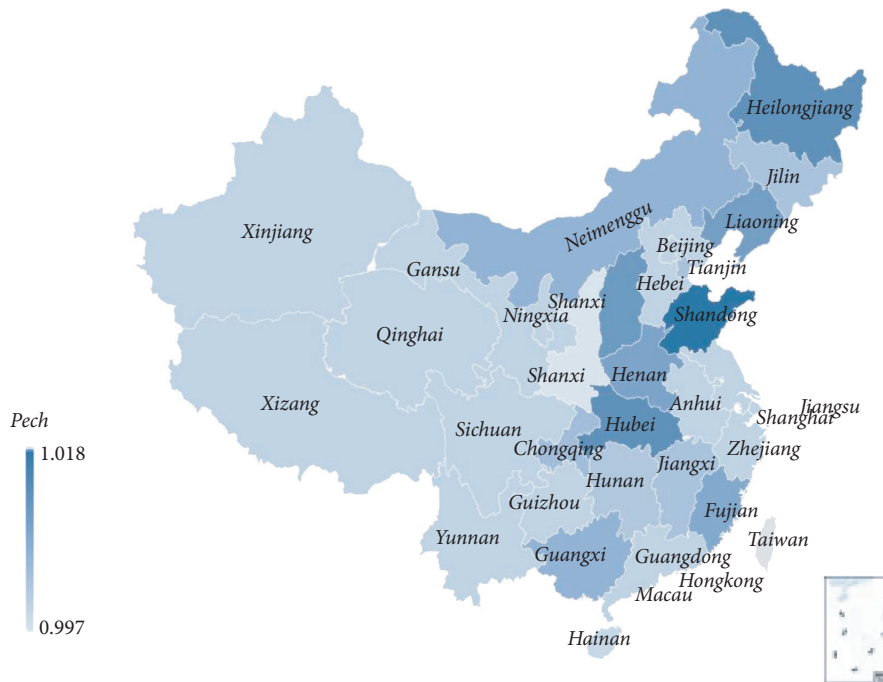 Heilongjiang
Jilin
Liaoning
Neimenggu
Xinjiang
Beijing
Tianjin
Gansu
Hebei
Shanxi
Ningxia
Shandong
Qinghai
Shanxi
Henan
Xizang
Anhui
Jiangsu
Shanghai
Pech
Hubei
Sichuan
Zhejiang
Chongqing
1.018
Jiangxi
Hunan
Guizhou
Fujian
Yunnan
Taiwan
Guangxi
Guangdong
Hongkong
Macau
0.997
Hainan